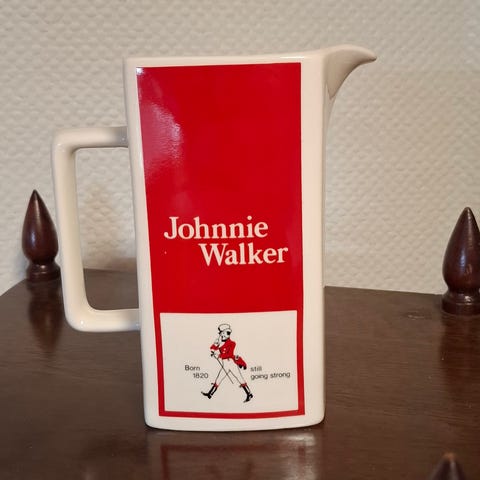 Johnnie
Walker
Born
1820
still
going strong